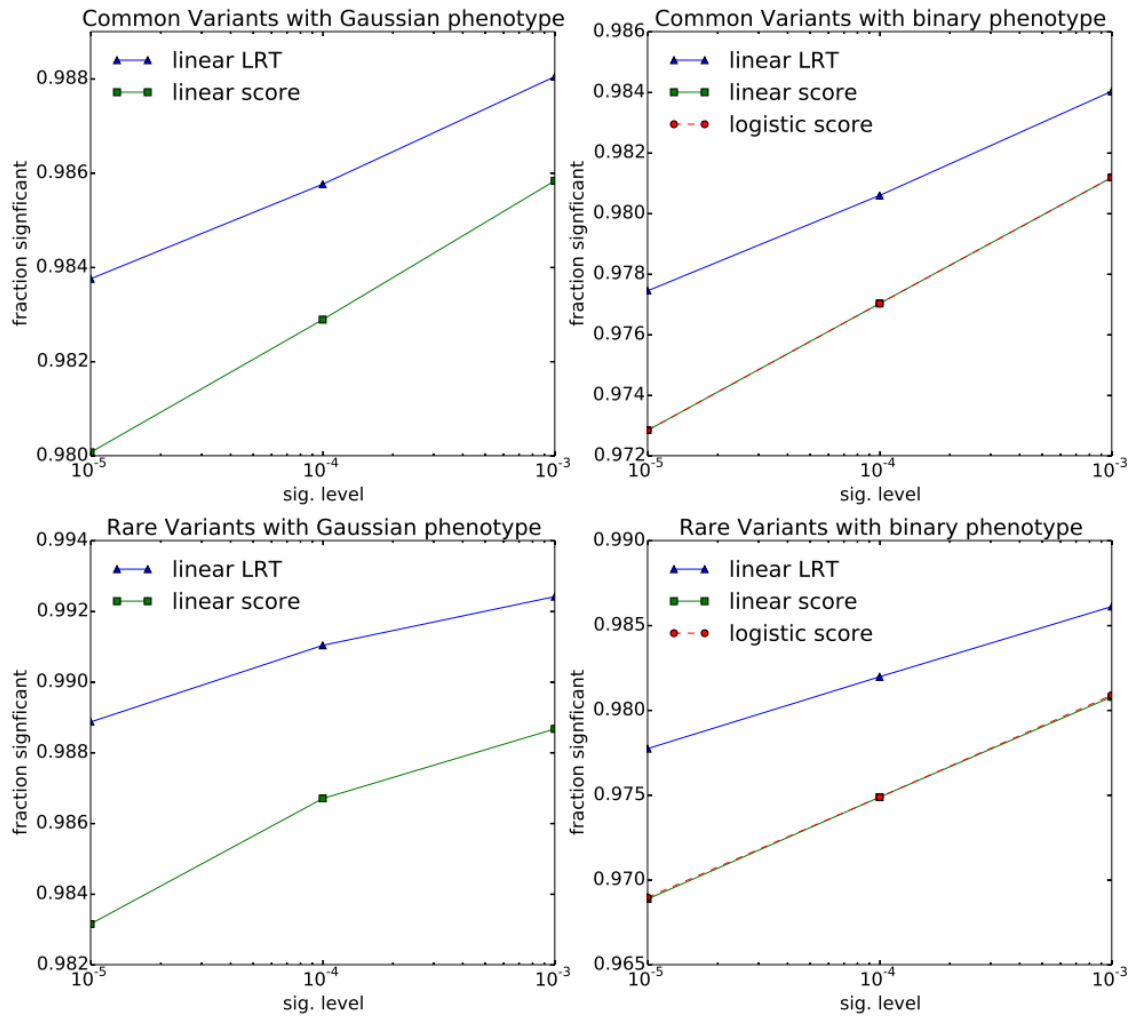 Common Variants with Gaussian phenotype
linear LRT
linear score
0.988
0.986
0.984
0.982
0.980
fraction signficant
10^-5
10^-4
10^-3
sig. level
Common Variants with binary phenotype
linear LRT
linear score
logistic score
0.986
0.984
0.982
0.980
0.978
0.976
0.974
0.972
fraction signficant
10^-5
10^-4
10^-3
sig. level
Rare Variants with Gaussian phenotype
linear LRT
linear score
0.994
0.992
0.990
0.988
0.986
0.984
0.982
fraction signficant
10^-5
10^-4
10^-3
sig. level
Rare Variants with binary phenotype
linear LRT
linear score
logistic score
0.990
0.985
0.980
0.975
0.970
0.965
fraction signficant
10^-5
10^-4
10^-3
sig. level